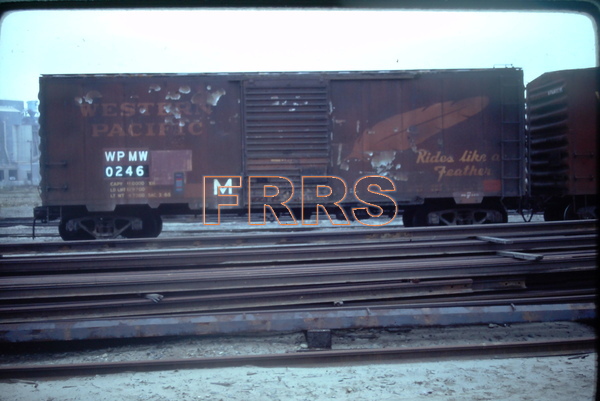 WESTERN
PACIFIC
WPMW
0246
M
Rides like a
Feather
FRRS